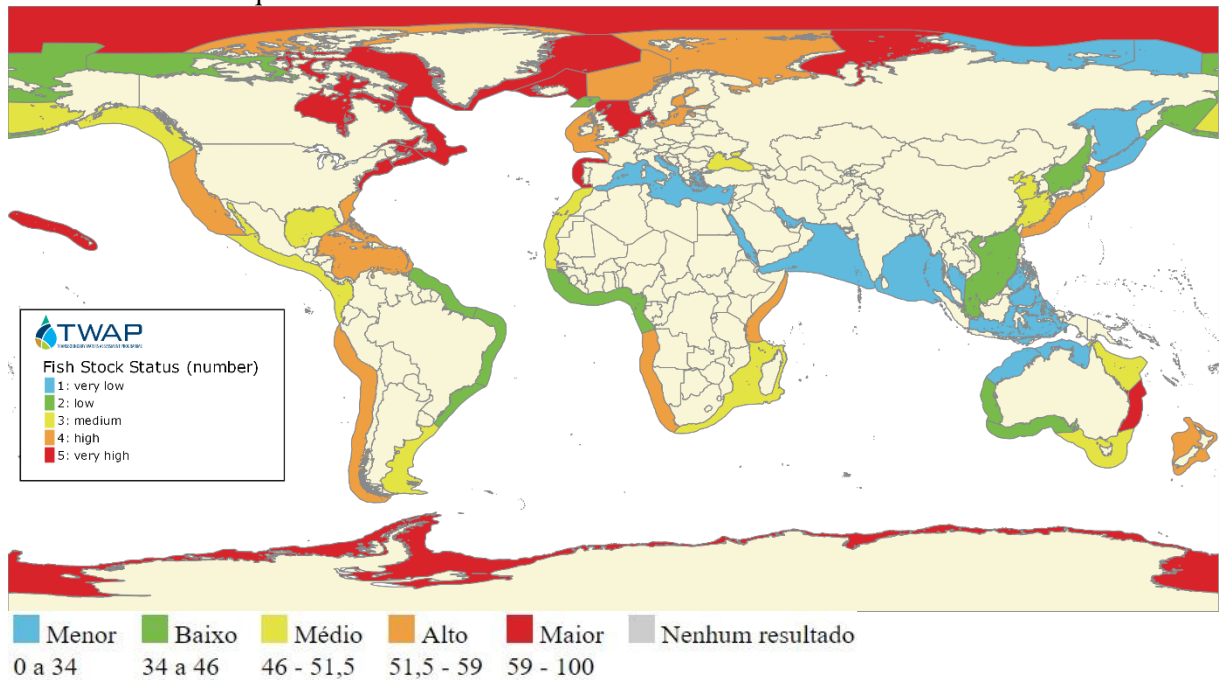 TWAP
Fish Stock Status (number)
1: very low
2: low
3: medium
4: high
5: very high
Menor Baixo Médio Alto Maior Nenhum resultado
0 a 34 34 a 46 46 - 51,5 51,5 - 59 59 - 100